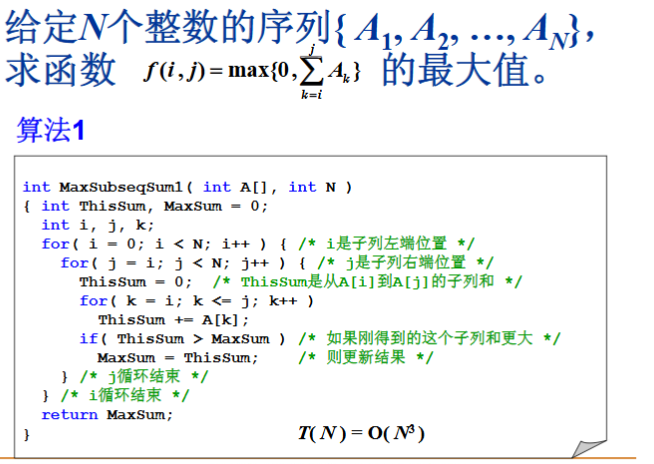 给定N个整数的序列{ A₁, A₂, …, A_N},
求函数 f(i, j) = max{0, ∑_{k=i}^{j} A_k} 的最大值。
算法1
int MaxSubseqSum1( int A[], int N )
{ int ThisSum, MaxSum = 0;
int i, j, k;
for( i = 0; i < N; i++ ) { /* i是子列左端位置 */
for( j = i; j < N; j++ ) { /* j是子列右端位置 */
ThisSum = 0; /* ThisSum是从A[i]到A[j]的子列和 */
for( k = i; k <= j; k++ )
ThisSum += A[k];
if( ThisSum > MaxSum ) /* 如果刚得到的这个子列和更大 */
MaxSum = ThisSum; /* 则更新结果 */
} /* j循环结束 */
} /* i循环结束 */
return MaxSum;
}
T( N ) = O( N³ )